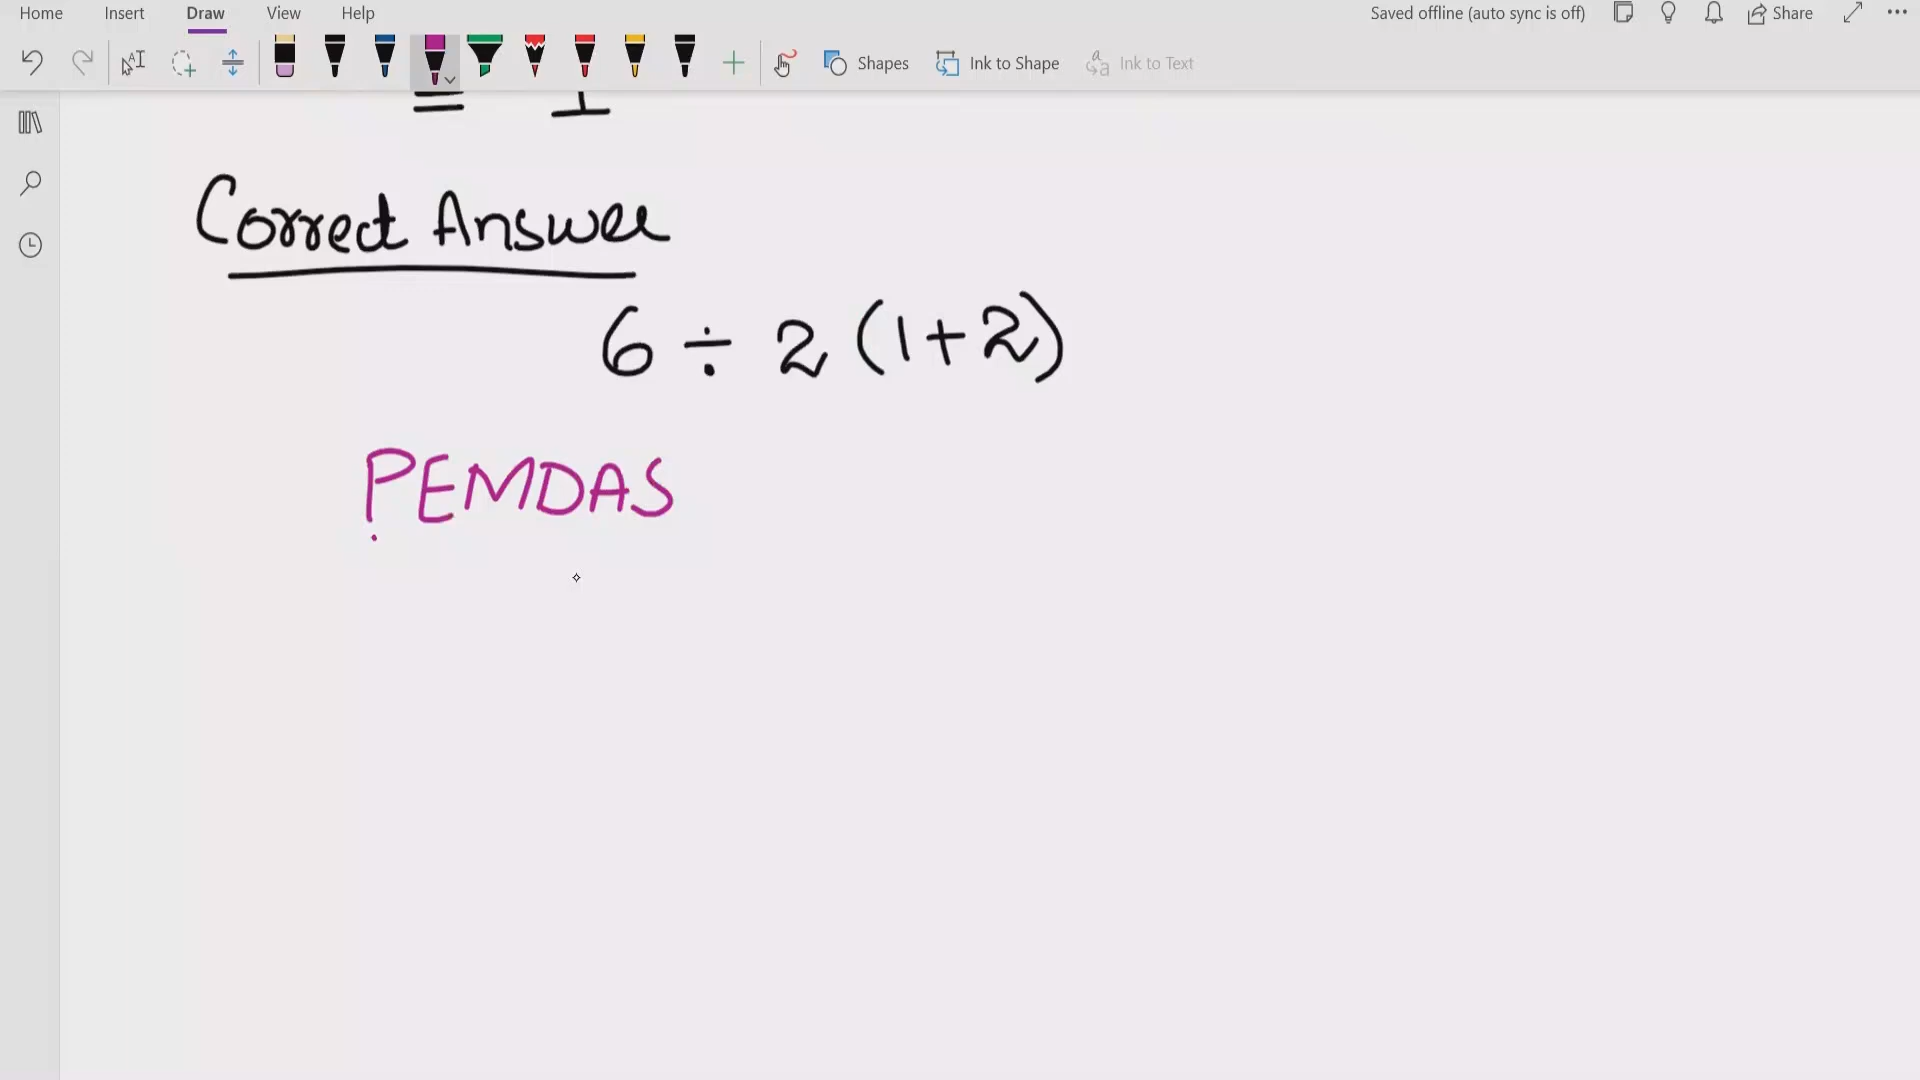 Home Insert Draw View Help Saved offline (auto sync is off) Share
Shapes Ink to Shape Ink to Text
Correct Answer
6 ÷ 2 (1+2)
PEMDAS